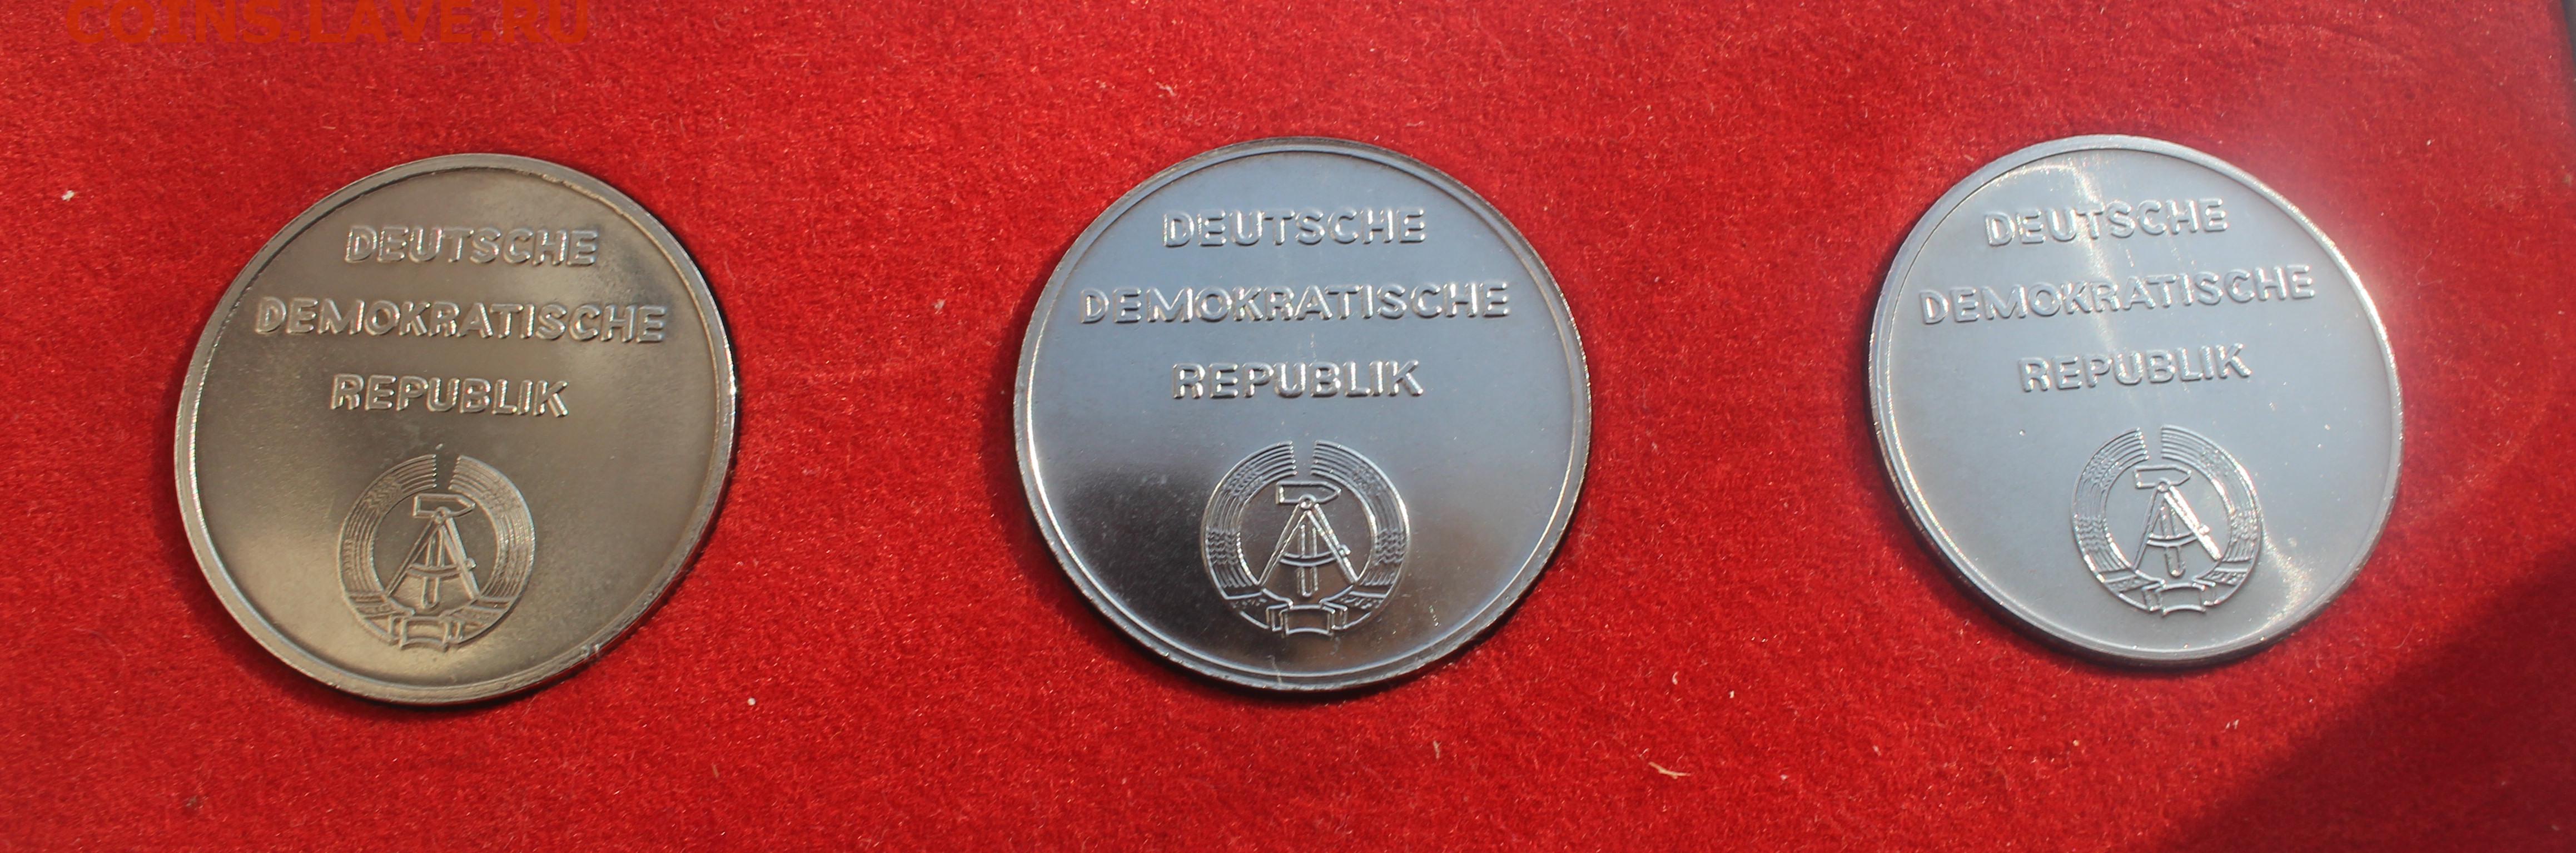 COINS.LAVE.RU
DEUTSCHE
DEMOKRATISCHE
REPUBLIK
DEUTSCHE
DEMOKRATISCHE
REPUBLIK
DEUTSCHE
DEMOKRATISCHE
REPUBLIK